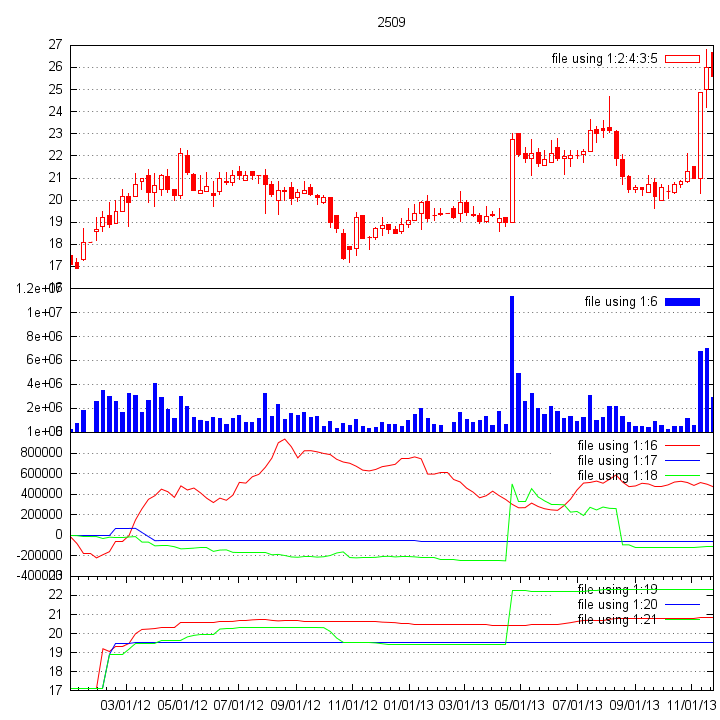 2509
27
file using 1:2:4:3:5
26
25
24
23
22
21
20
19
18
17
1.2e+07
file using 1:6
1e+07
8e+06
6e+06
4e+06
2e+06
file using 1:16
800000
file using 1:17
600000
file using 1:18
400000
200000
0
-200000
-400000
file using 1:19
22
file using 1:20
21
file using 1:21
20
19
18
17
03/01/12 05/01/12 07/01/12 09/01/12 11/01/12 01/01/13 03/01/13 05/01/13 07/01/13 09/01/13 11/01/13